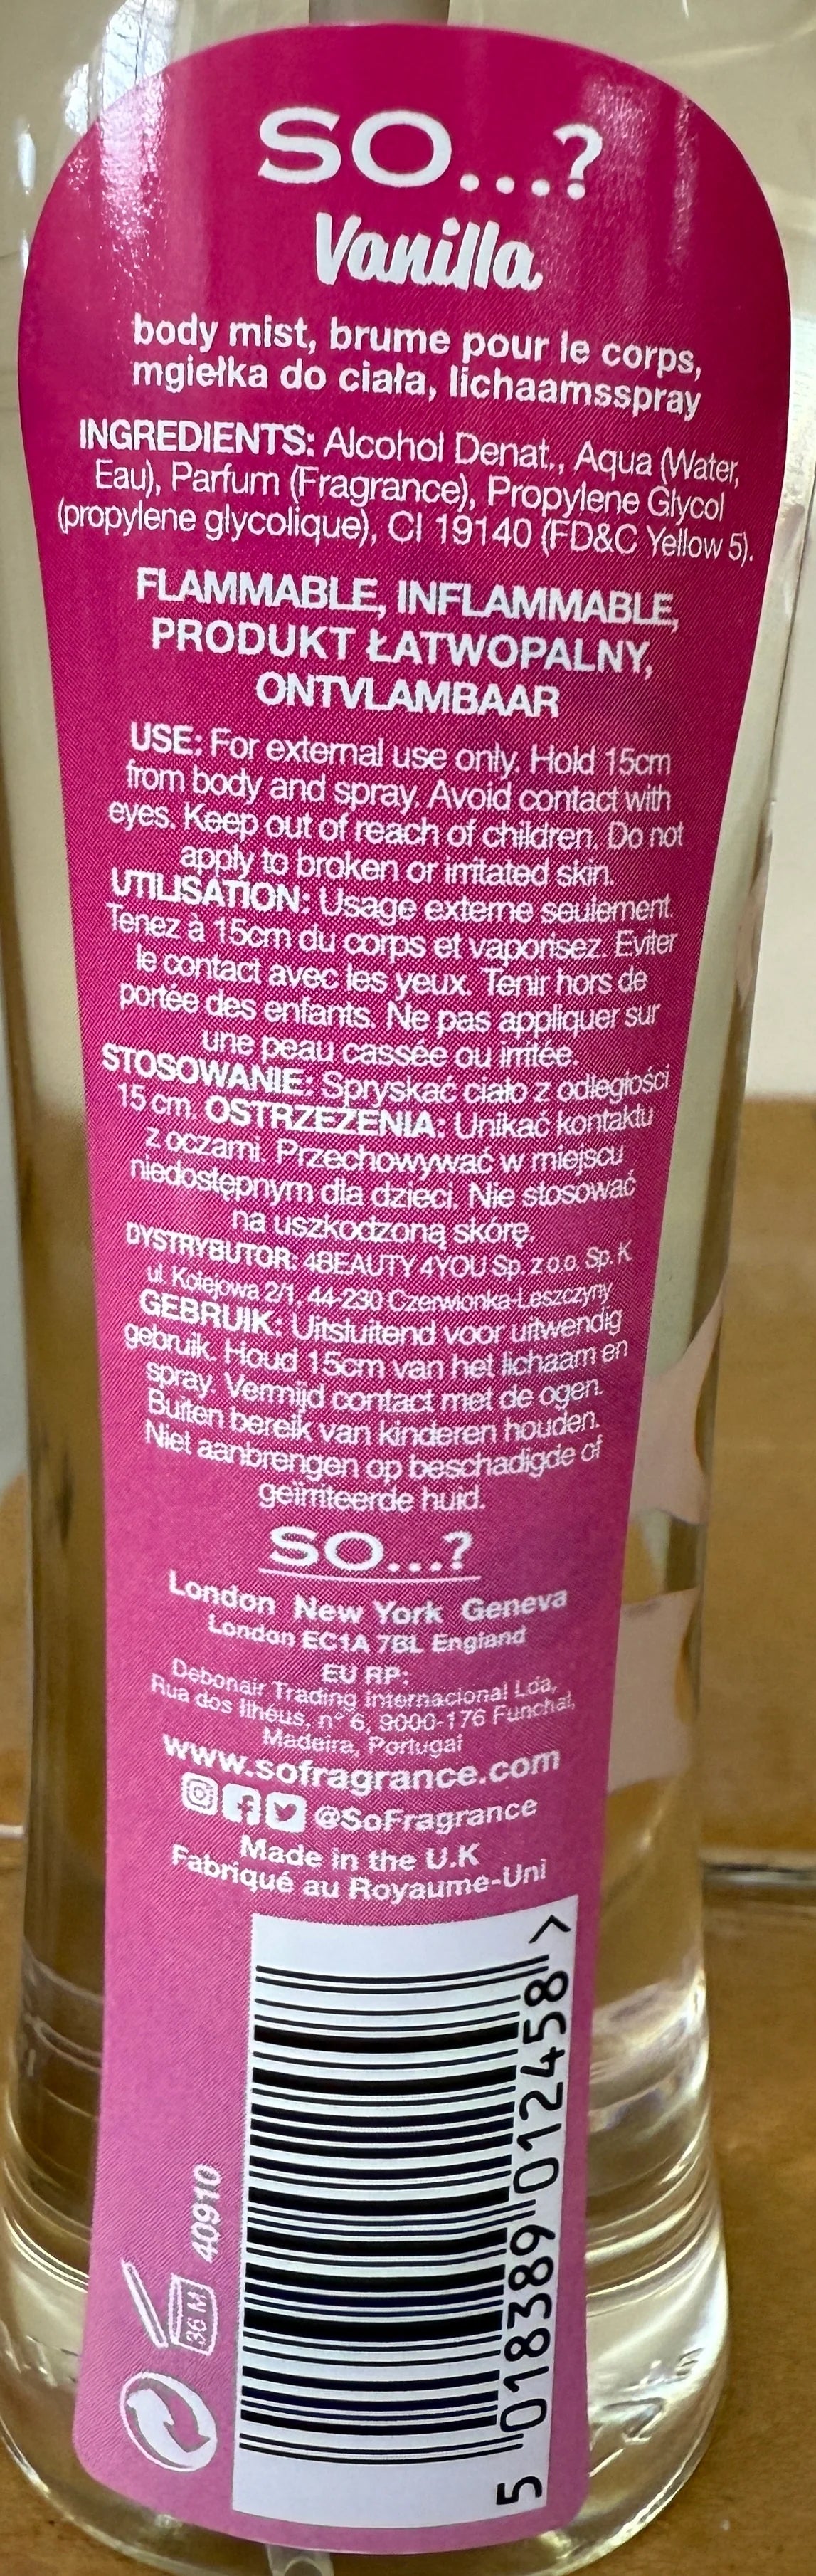 SO...?
Vanilla
body mist, brume pour le corps,
mgiełka do ciała, lichaamsspray
INGREDIENTS: Alcohol Denat., Aqua (Water,
Eau), Parfum (Fragrance), Propylene Glycol
(propylene glycolique), CI 19140 (FD&C Yellow 5).
FLAMMABLE, INFLAMMABLE,
PRODUKT ŁATWOPALNY,
ONTVLAMBAAR
USE: For external use only. Hold 15cm
from body and spray. Avoid contact with
eyes. Keep out of reach of children. Do not
apply to broken or irritated skin.
UTILISATION: Usage externe seulement.
Tenez à 15cm du corps et vaporisez. Eviter
le contact avec les yeux. Tenir hors de
portée des enfants. Ne pas appliquer sur
une peau cassée ou irritée.
STOSOWANIE: Spryskać ciało z odległości
15 cm. OSTRZEŻENIA: Unikać kontaktu
z oczami. Przechowywać w miejscu
niedostępnym dla dzieci. Nie stosować
na uszkodzoną skórę.
DYSTRYBUTOR: 4BEAUTY 4YOU Sp. z o.o. Sp. K
ul. Kolejowa 2/1, 44-230 Czerwionka-Leszczyny
GEBRUIK: Uitsluitend voor uitwendig
gebruik. Houd 15cm van het lichaam en
spray. Vermijd contact met de ogen.
Buiten bereik van kinderen houden.
Niet aanbrengen op beschadigde of
geïrriteerde huid.
SO...?
London New York Geneva
London EC1A 7BL England
EU RP:
Debonair Trading Internacional Lda,
Rua dos Ilhéus, nº 6, 9000-176 Funchal,
Madeira, Portugal
www.sofragrance.com
@SoFragrance
Made in the U.K
Fabriqué au Royaume-Uni
40910
36 M
5 018389 012458 >